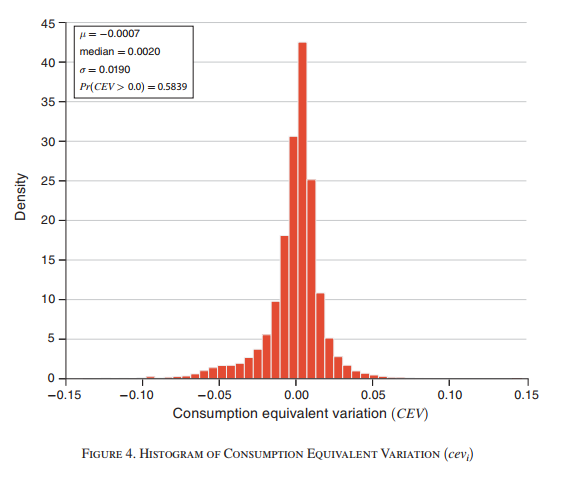 45
μ = −0.0007
median = 0.0020
σ = 0.0190
Pr(CEV > 0.0) = 0.5839
40
35
30
25
20
15
10
5
0
Density
−0.15 −0.10 −0.05 0.00 0.05 0.10 0.15
Consumption equivalent variation (CEV)
Figure 4. Histogram of Consumption Equivalent Variation (cevᵢ)